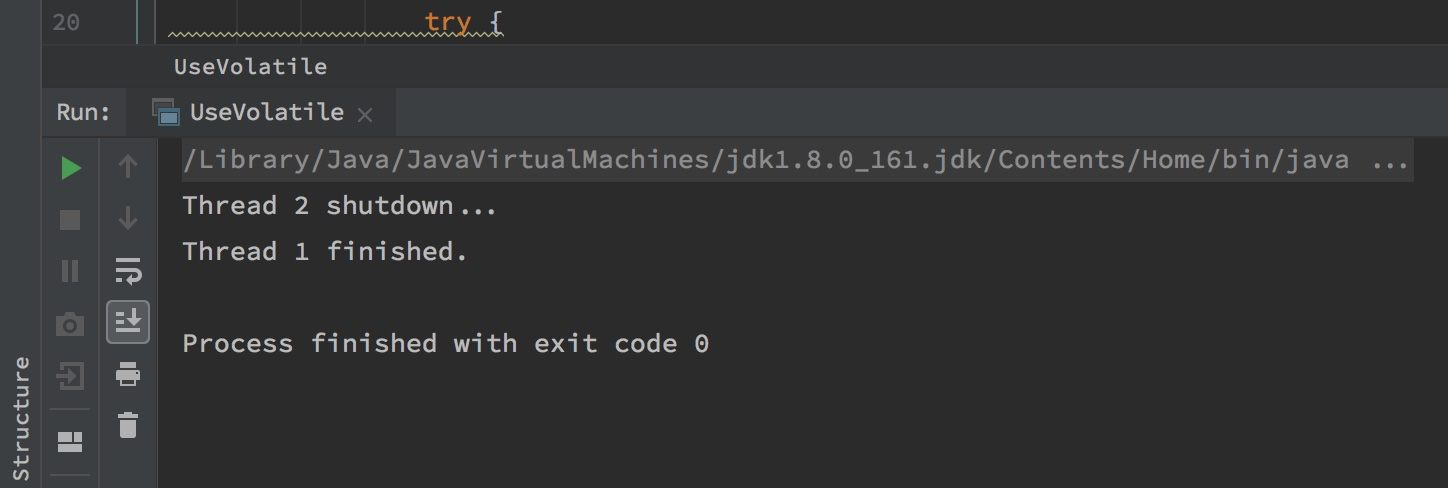 20 try {
UseVolatile
Run: UseVolatile
/Library/Java/JavaVirtualMachines/jdk1.8.0_161.jdk/Contents/Home/bin/java ...
Thread 2 shutdown...
Thread 1 finished.
Process finished with exit code 0
Structure